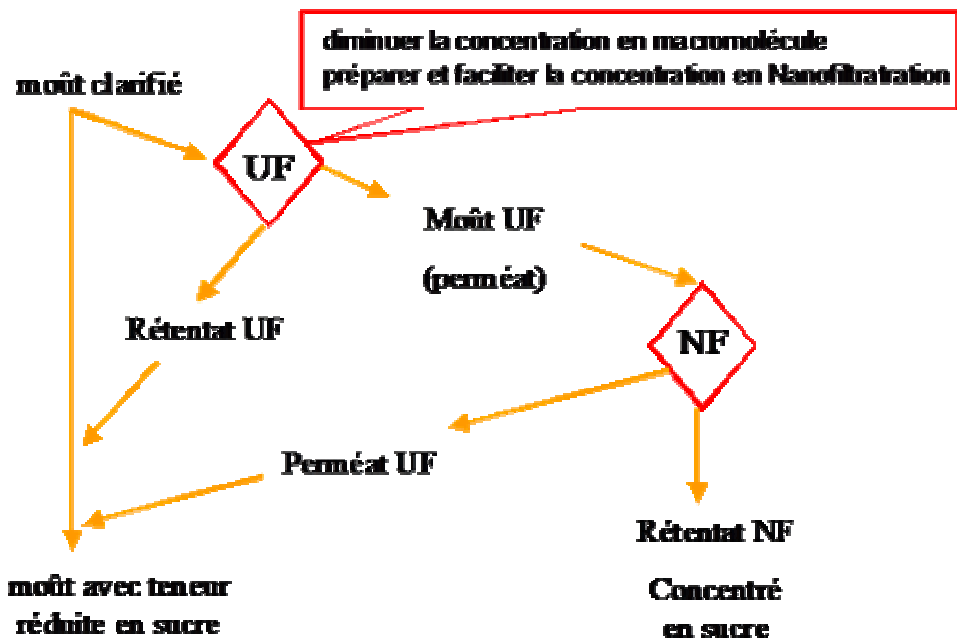 diminuer la concentration en macromolécule
préparer et faciliter la concentration en Nanofiltratration
moût clarifié
UF
Moût UF
(perméat)
Rétentat UF
NF
Perméat UF
Rétentat NF
moût avec teneur
réduite en sucre
Concentré
en sucre